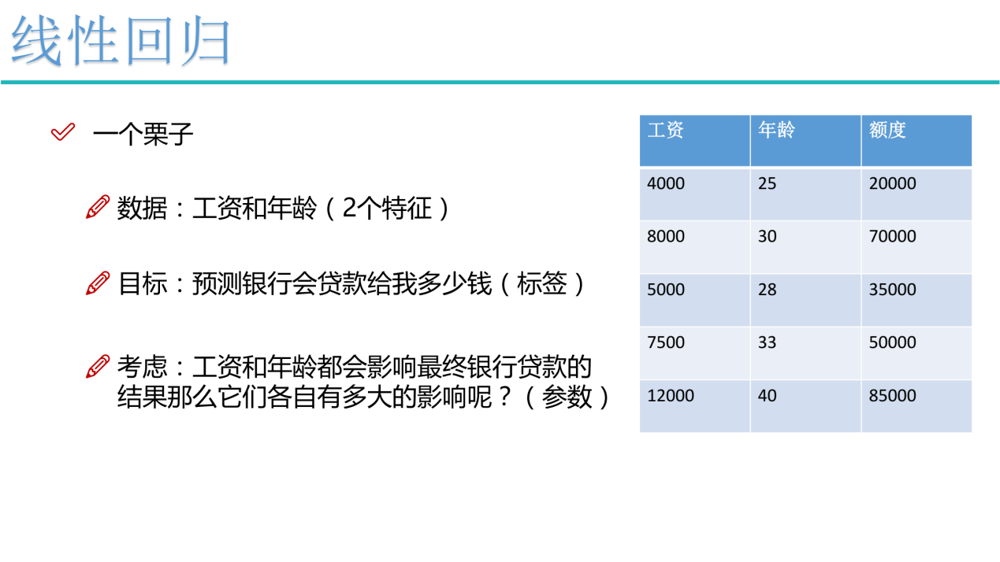 线性回归
一个栗子
数据：工资和年龄（2个特征）
目标：预测银行会贷款给我多少钱（标签）
考虑：工资和年龄都会影响最终银行贷款的
结果那么它们各自有多大的影响呢？（参数）
工资 年龄 额度
4000 25 20000
8000 30 70000
5000 28 35000
7500 33 50000
12000 40 85000